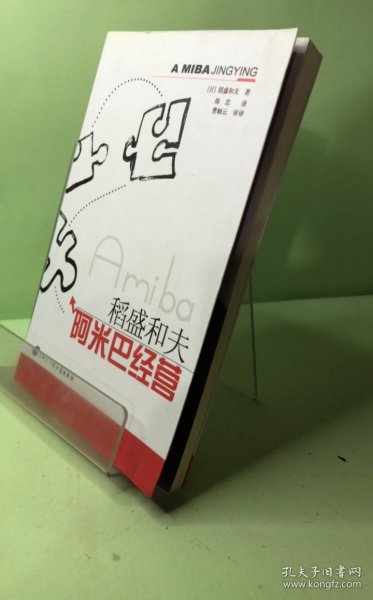 A MIBA JINGYING
［日］稻盛和夫 著
陈忠 译
曹岫云 审译
Amiba
稻盛和夫
阿米巴经营
孔夫子旧书网
www.kongfz.com